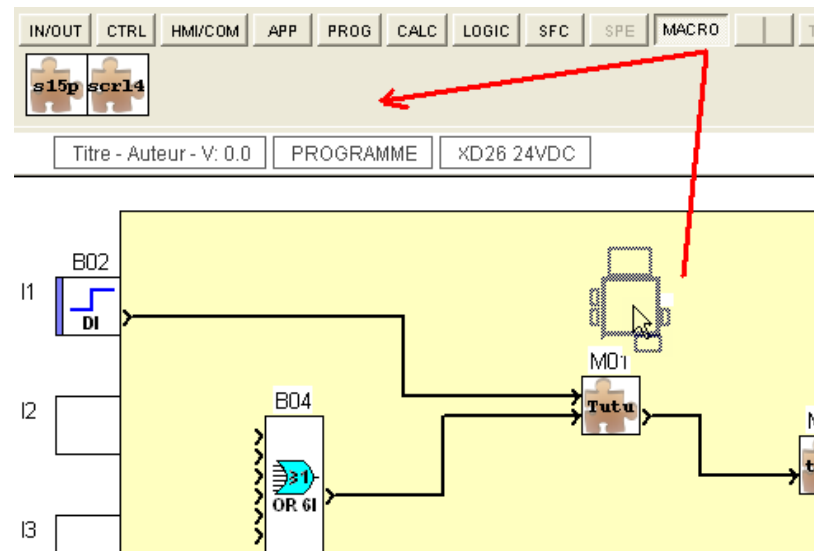 IN/OUT CTRL HMI/COM APP PROG CALC LOGIC SFC SPE MACRO T
s15p scrl4
Titre - Auteur - V: 0.0 PROGRAMME XD26 24VDC
B02
I1
DI
M01
I2 B04
Tutu
M
t
≥1
OR 6I
I3